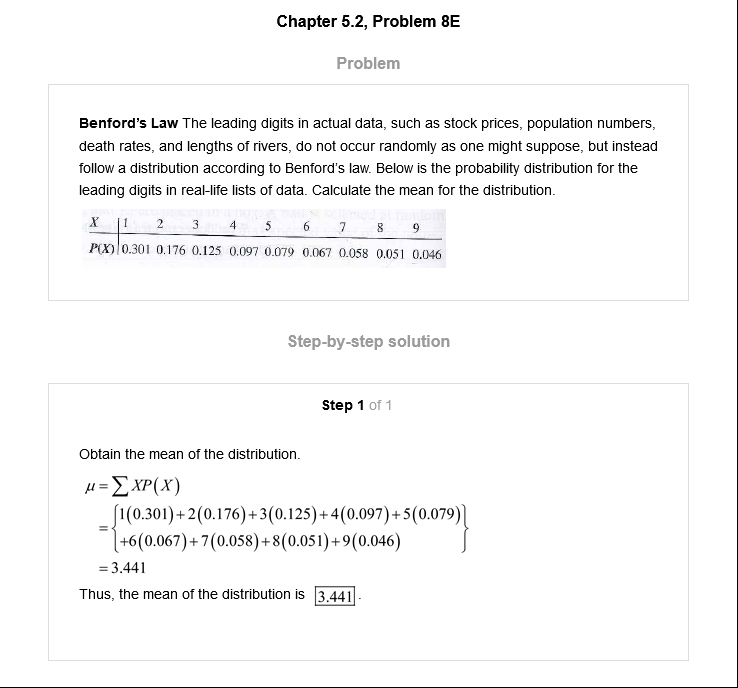 Chapter 5.2, Problem 8E
Problem
Benford's Law The leading digits in actual data, such as stock prices, population numbers,
death rates, and lengths of rivers, do not occur randomly as one might suppose, but instead
follow a distribution according to Benford's law. Below is the probability distribution for the
leading digits in real-life lists of data. Calculate the mean for the distribution.
X 1 2 3 4 5 6 7 8 9
P(X) 0.301 0.176 0.125 0.097 0.079 0.067 0.058 0.051 0.046
Step-by-step solution
Step 1 of 1
Obtain the mean of the distribution.
μ = ∑ XP(X)
= {1(0.301)+2(0.176)+3(0.125)+4(0.097)+5(0.079)
+6(0.067)+7(0.058)+8(0.051)+9(0.046)}
= 3.441
Thus, the mean of the distribution is 3.441.